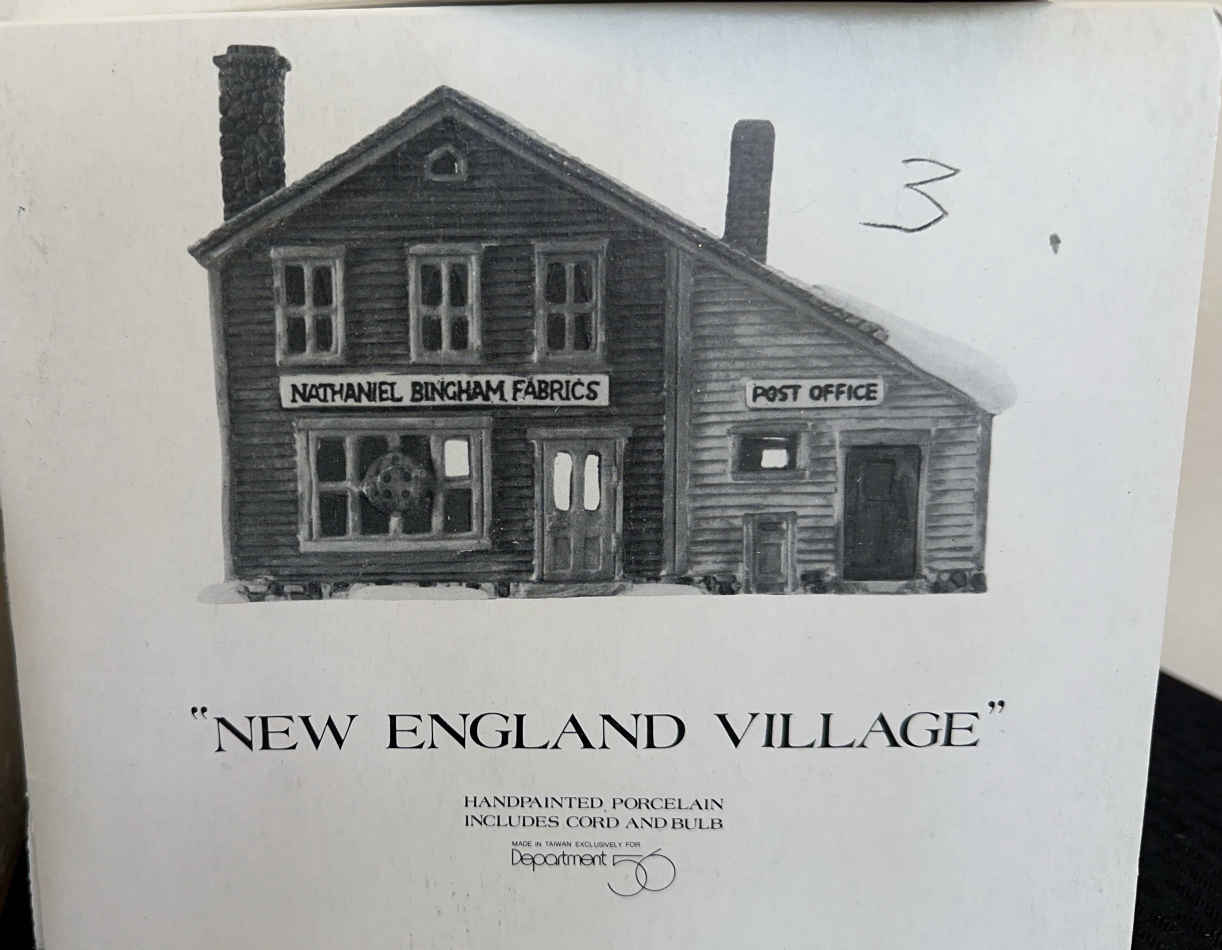 3
NATHANIEL BINGHAM FABRICS
POST OFFICE
"NEW ENGLAND VILLAGE"
HANDPAINTED PORCELAIN
INCLUDES CORD AND BULB
MADE IN TAIWAN EXCLUSIVELY FOR
Department 56